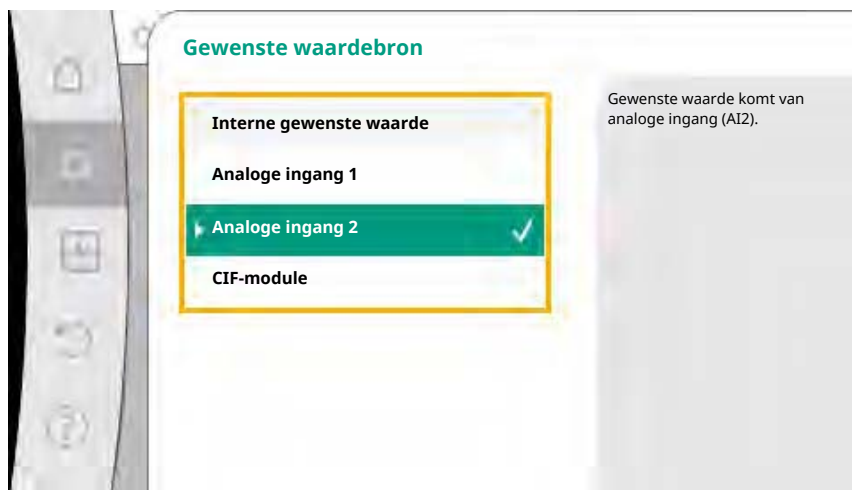 Gewenste waardebron
Interne gewenste waarde
Analoge ingang 1
Analoge ingang 2
CIF-module
Gewenste waarde komt van
analoge ingang (AI2).